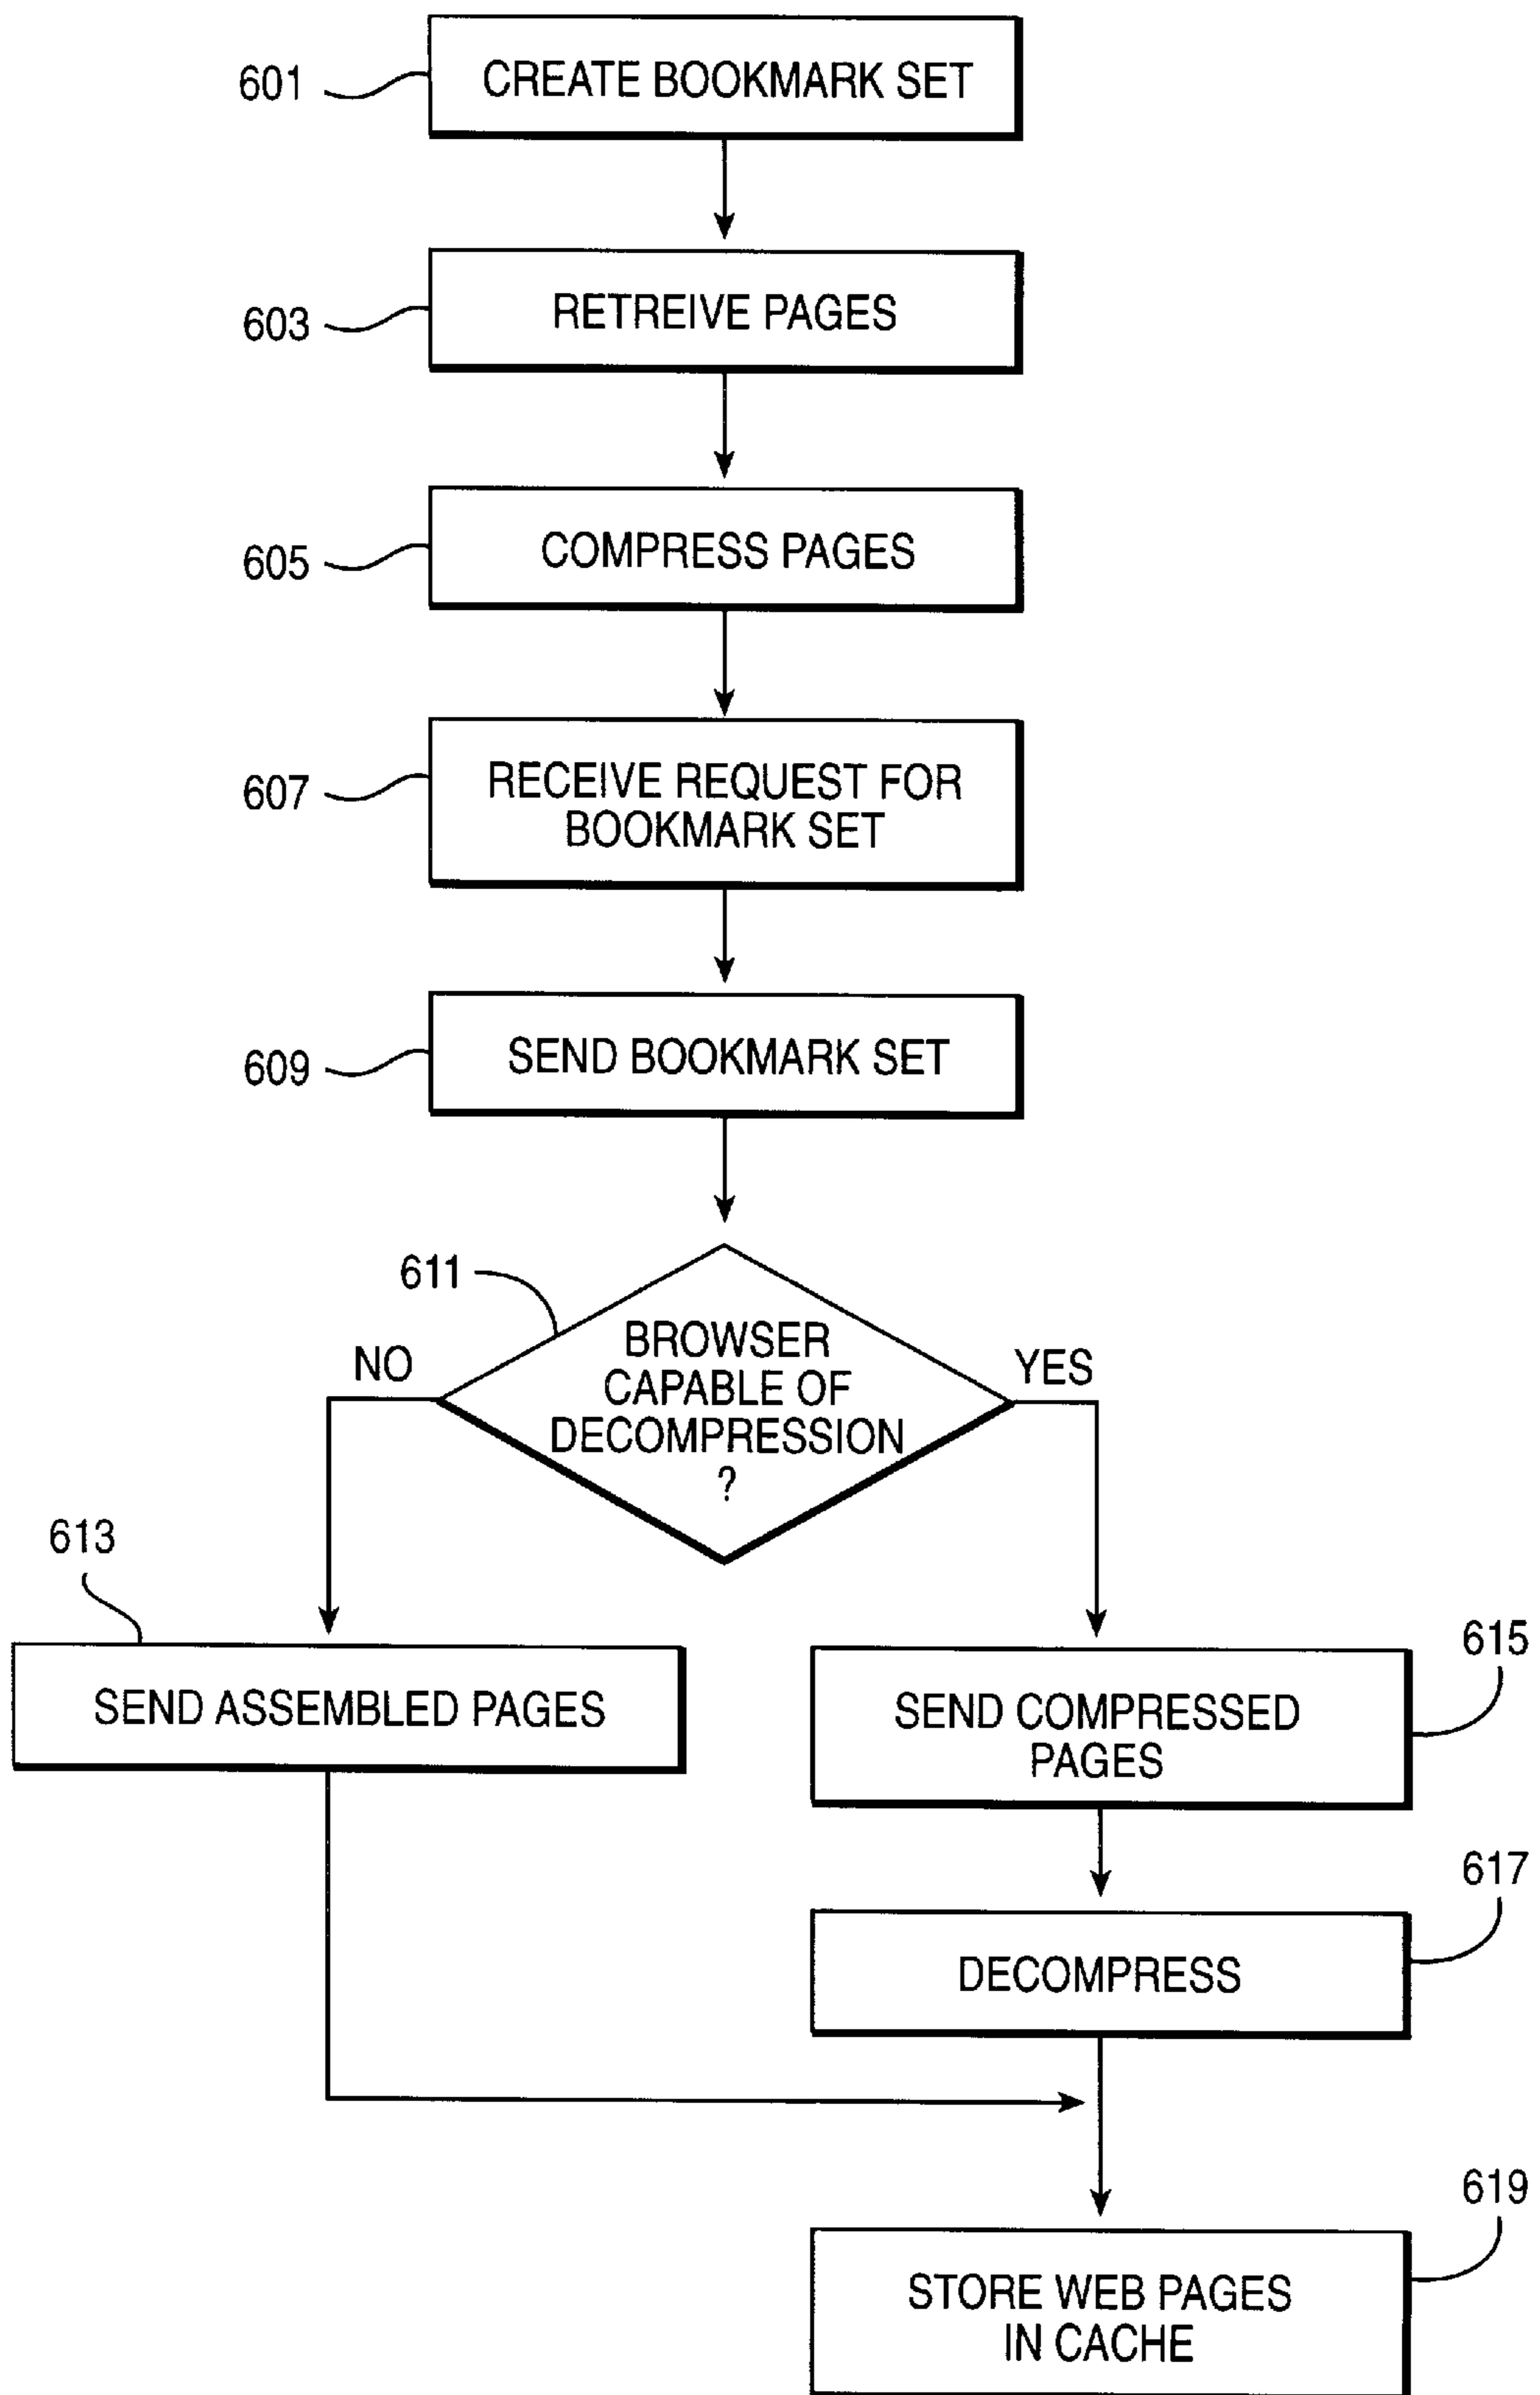 601
CREATE BOOKMARK SET
603
RETREIVE PAGES
605
COMPRESS PAGES
607
RECEIVE REQUEST FOR
BOOKMARK SET
609
SEND BOOKMARK SET
611
BROWSER
CAPABLE OF
DECOMPRESSION
?
NO
YES
613
SEND ASSEMBLED PAGES
615
SEND COMPRESSED
PAGES
617
DECOMPRESS
619
STORE WEB PAGES
IN CACHE